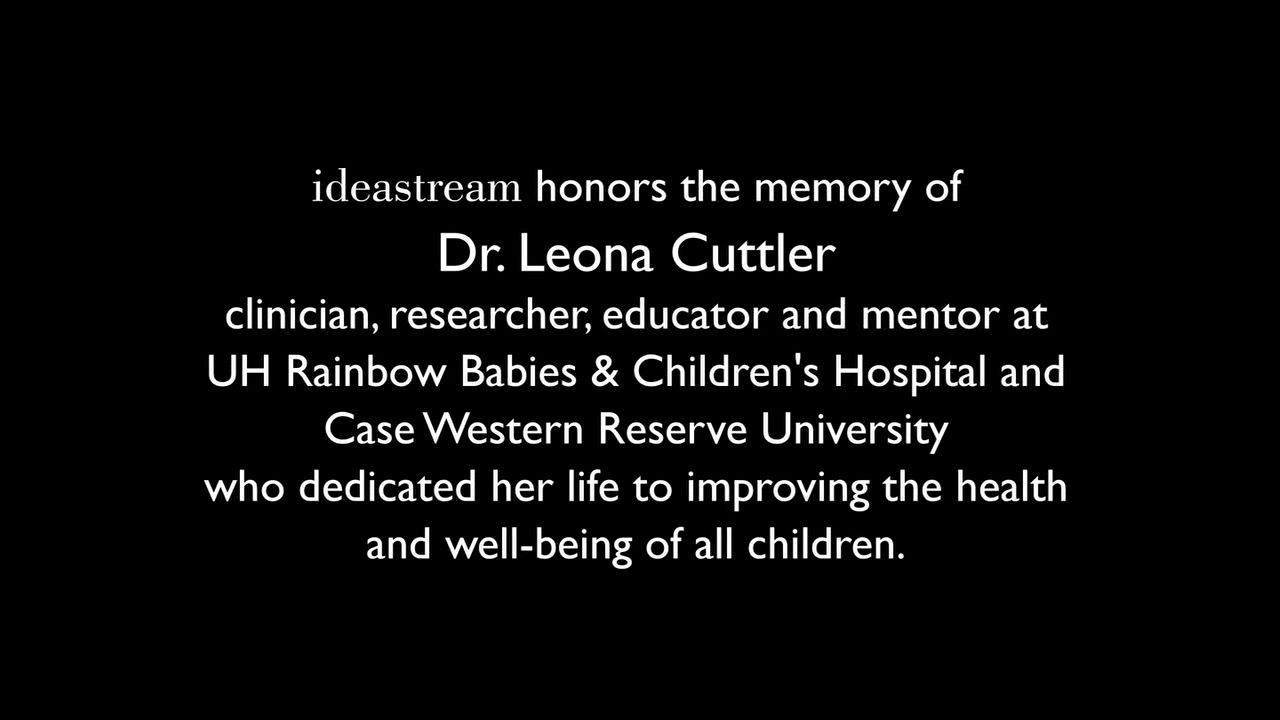 ideastream honors the memory of
Dr. Leona Cuttler
clinician, researcher, educator and mentor at
UH Rainbow Babies & Children's Hospital and
Case Western Reserve University
who dedicated her life to improving the health
and well-being of all children.